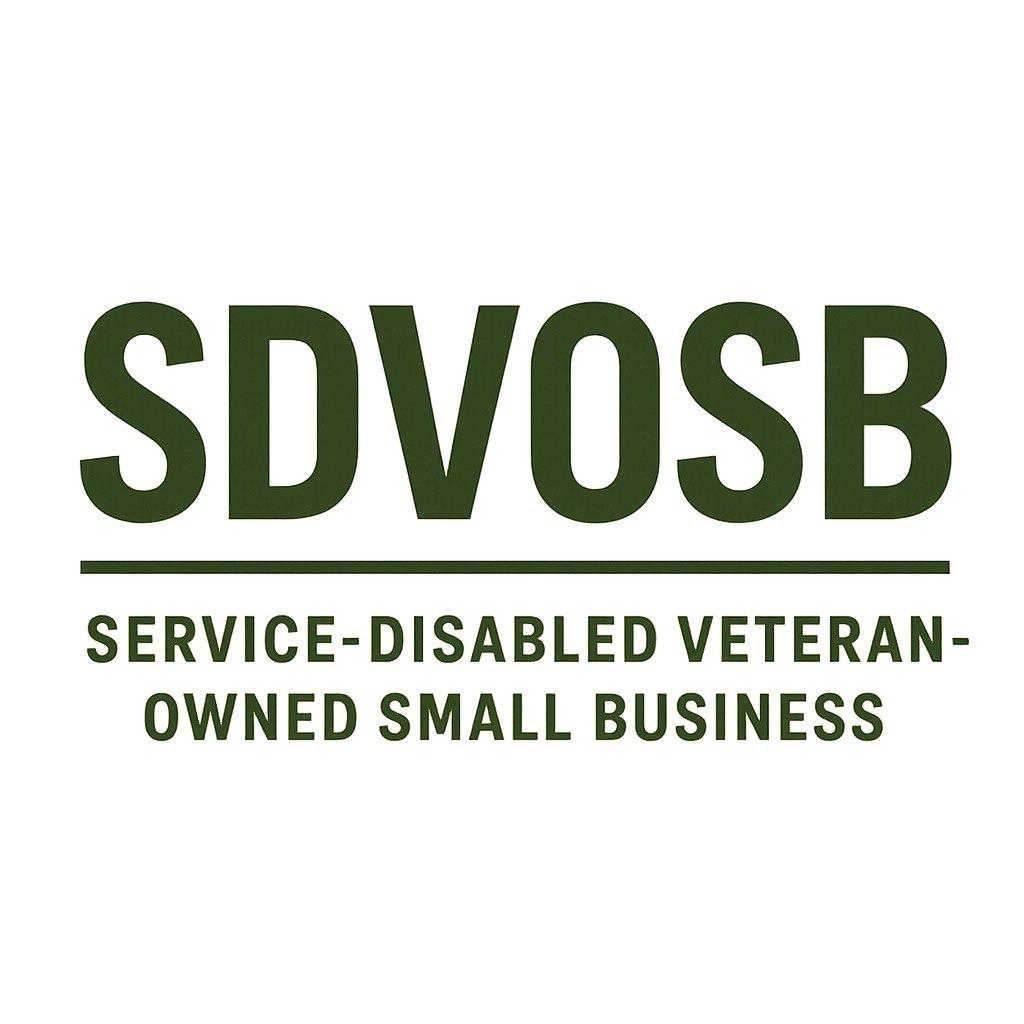 SDVOSB
SERVICE-DISABLED VETERAN-
OWNED SMALL BUSINESS